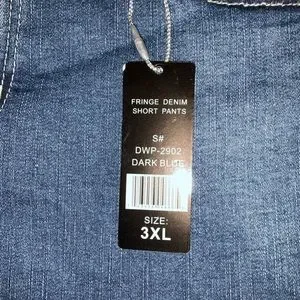 FRINGE DENIM
SHORT PANTS
S#
DWP-2902
DARK BLUE
SIZE:
3XL